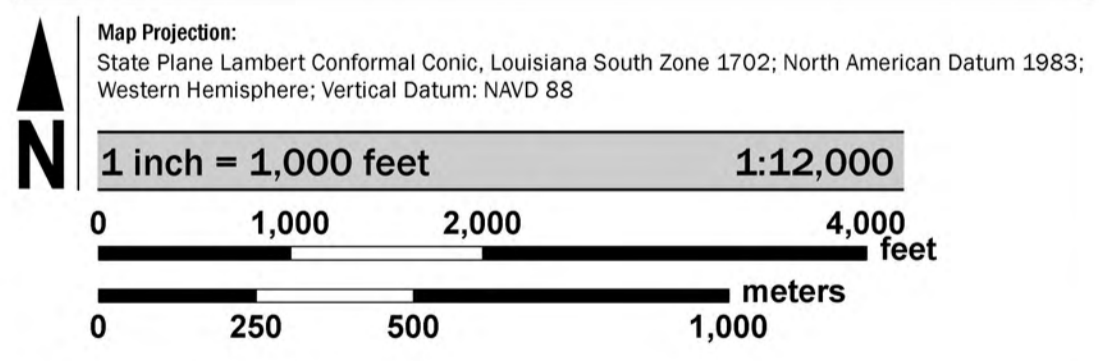 Map Projection:
State Plane Lambert Conformal Conic, Louisiana South Zone 1702; North American Datum 1983;
Western Hemisphere; Vertical Datum: NAVD 88
N
1 inch = 1,000 feet 1:12,000
0 1,000 2,000 4,000
feet
meters
0 250 500 1,000